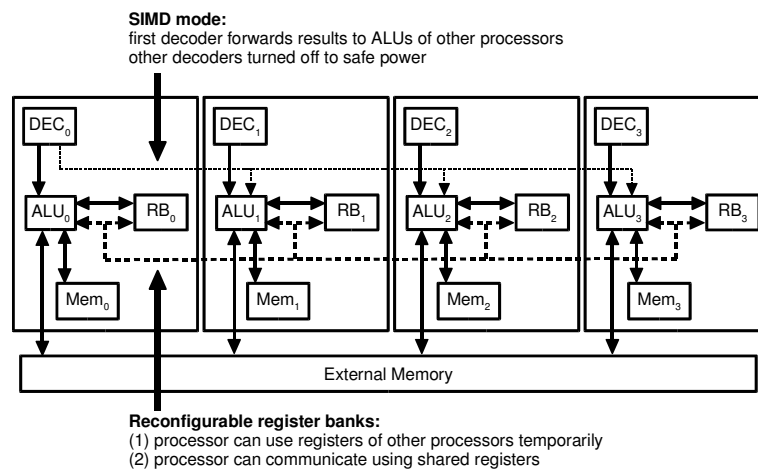 SIMD mode:
first decoder forwards results to ALUs of other processors
other decoders turned off to safe power
DEC₀ DEC₁ DEC₂ DEC₃
ALU₀ RB₀ ALU₁ RB₁ ALU₂ RB₂ ALU₃ RB₃
Mem₀ Mem₁ Mem₂ Mem₃
External Memory
Reconfigurable register banks:
(1) processor can use registers of other processors temporarily
(2) processor can communicate using shared registers